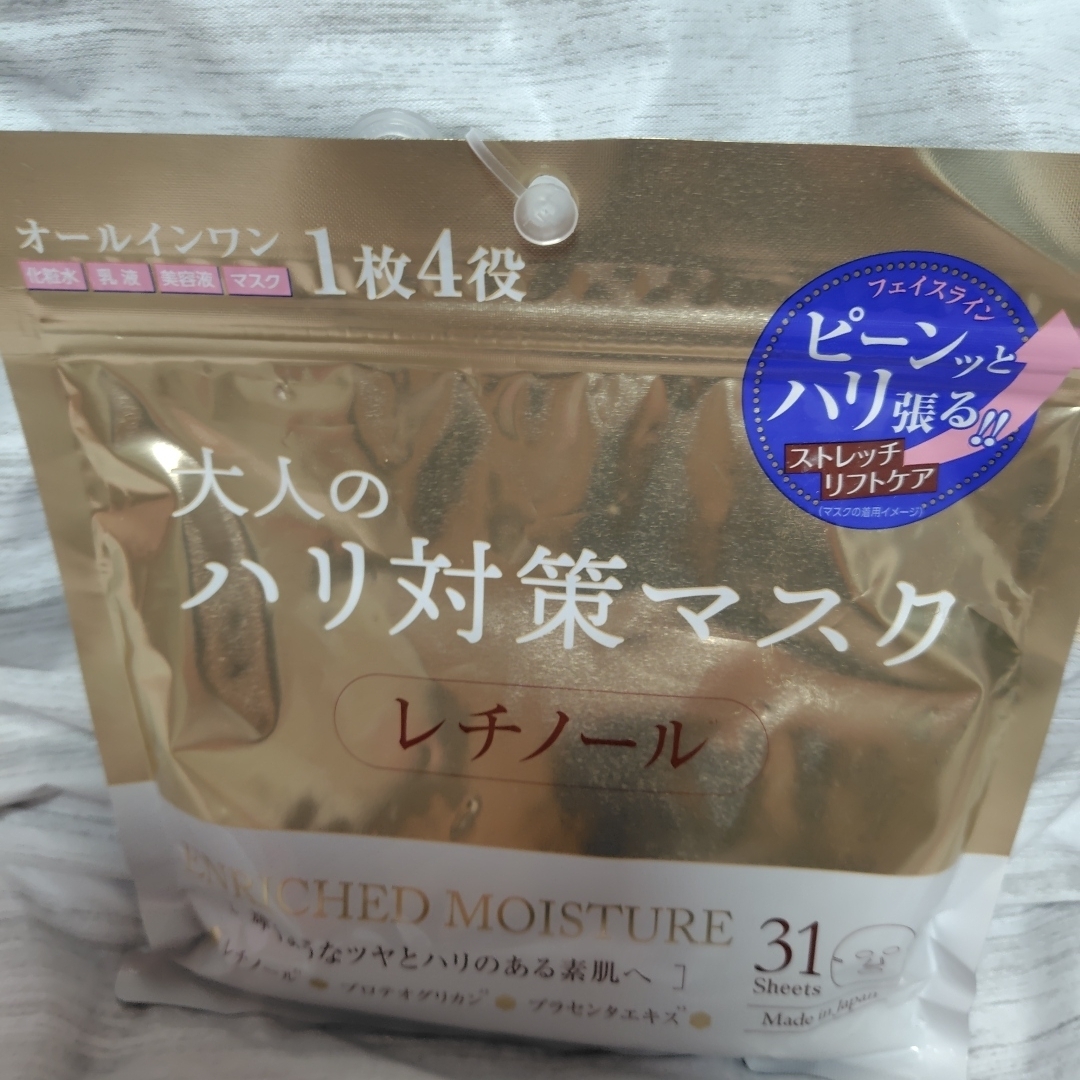 オールインワン
化粧水 乳液 美容液 マスク
1枚4役
フェイスライン
ピーンッと
ハリ張る!!
ストレッチ
リフトケア
(マスクの着用イメージ)
大人の
ハリ対策マスク
レチノール
ENRICHED MOISTURE
なツヤとハリのある素肌へ]
レチノール プロテオグリカン プラセンタエキス
31
Sheets
Made in Japan